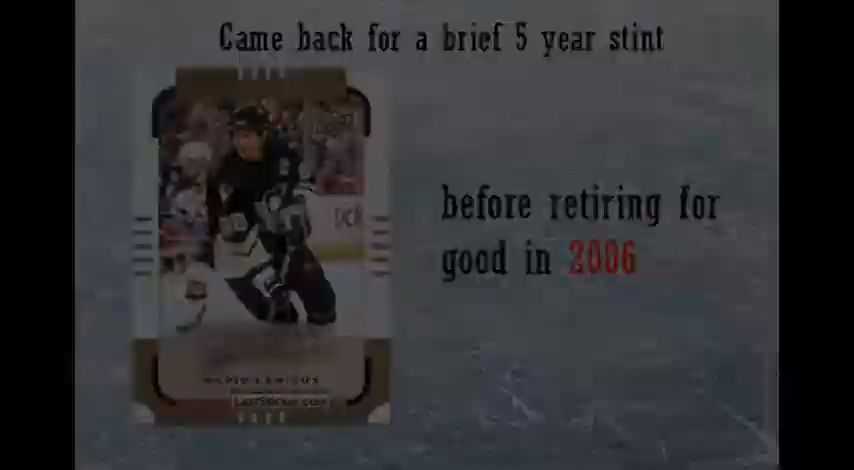 Came back for a brief 5 year stint
before retiring for
good in 2006